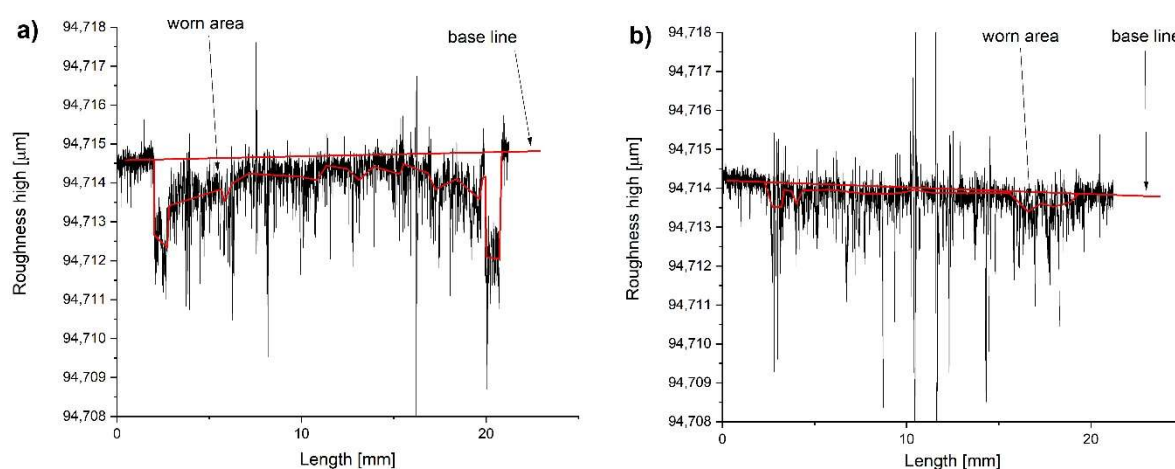 a)
worn area
base line
94,718
94,717
94,716
94,715
94,714
94,713
94,712
94,711
94,710
94,709
94,708
Roughness high [μm]
0
10
20
Length [mm]
b)
worn area
base line
94,718
94,717
94,716
94,715
94,714
94,713
94,712
94,711
94,710
94,709
94,708
Roughness high [μm]
0
10
20
Length [mm]